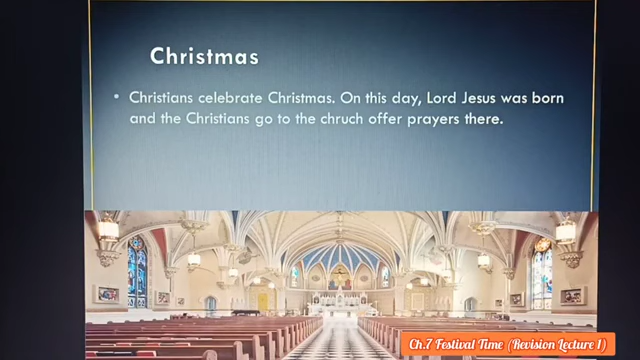 Christmas
• Christians celebrate Christmas. On this day, Lord Jesus was born
and the Christians go to the chruch offer prayers there.
Ch.7 Festival Time (Revision Lecture 1)